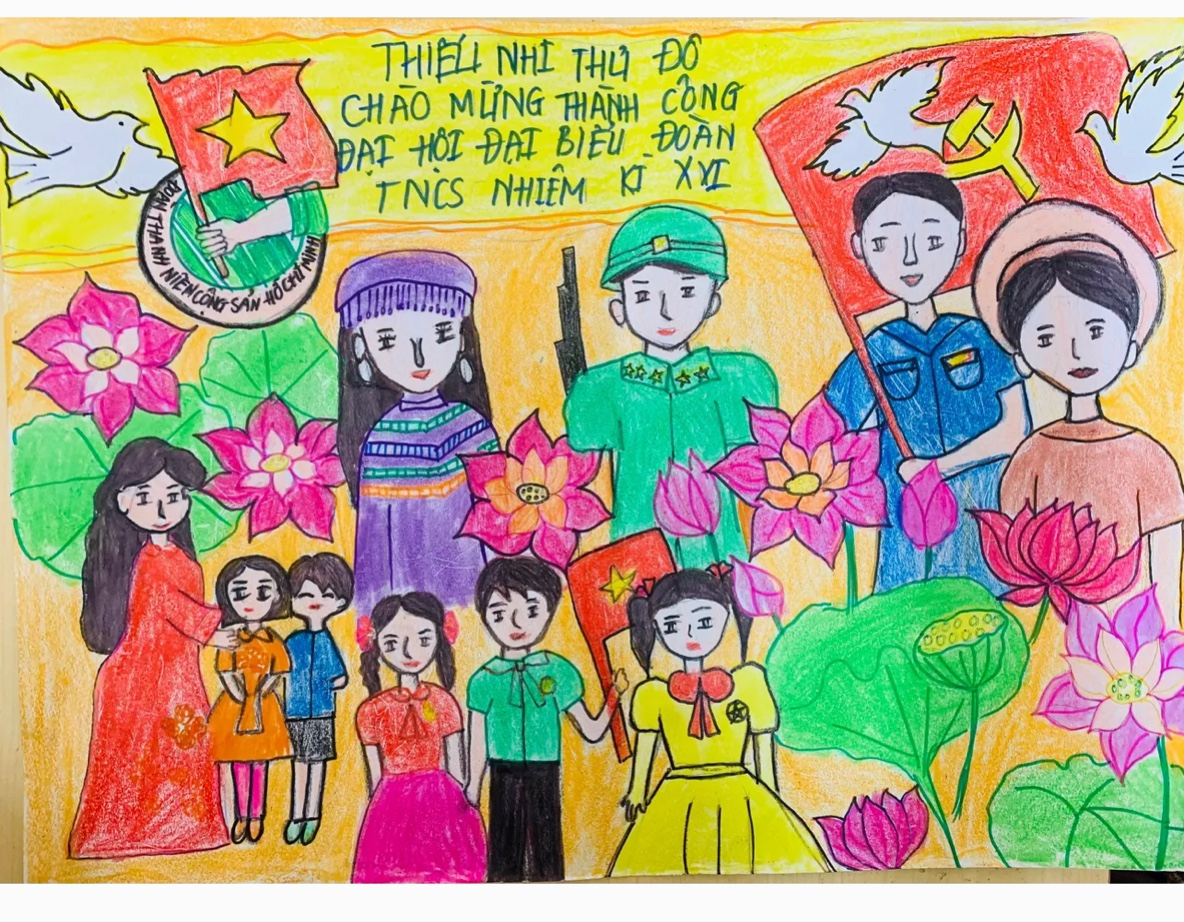 THIẾU NHI THỦ ĐÔ
CHÀO MỪNG THÀNH CÔNG
ĐẠI HỘI ĐẠI BIỂU ĐOÀN
TNCS NHIỆM KÌ XVI
ĐOÀN THANH NIÊN CỘNG SẢN HỒ CHÍ MINH